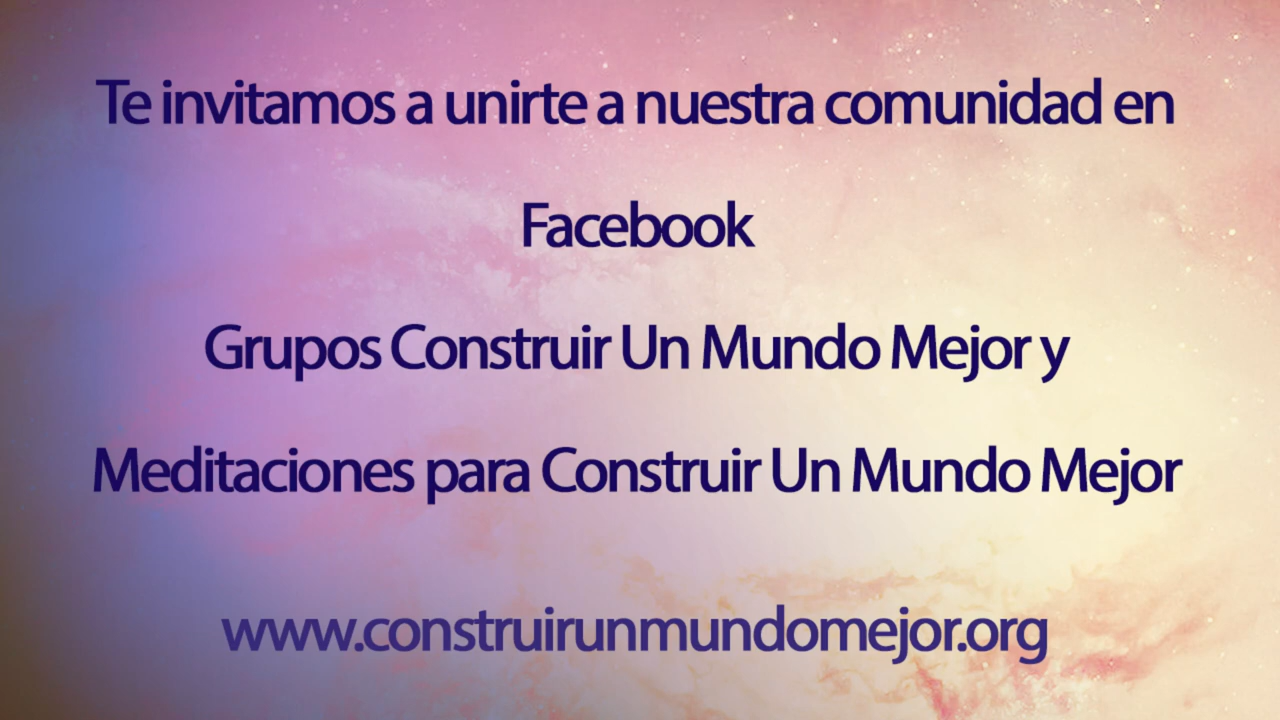 Te invitamos a unirte a nuestra comunidad en
Facebook
Grupos Construir Un Mundo Mejor y
Meditaciones para Construir Un Mundo Mejor
www.construirunmundomejor.org